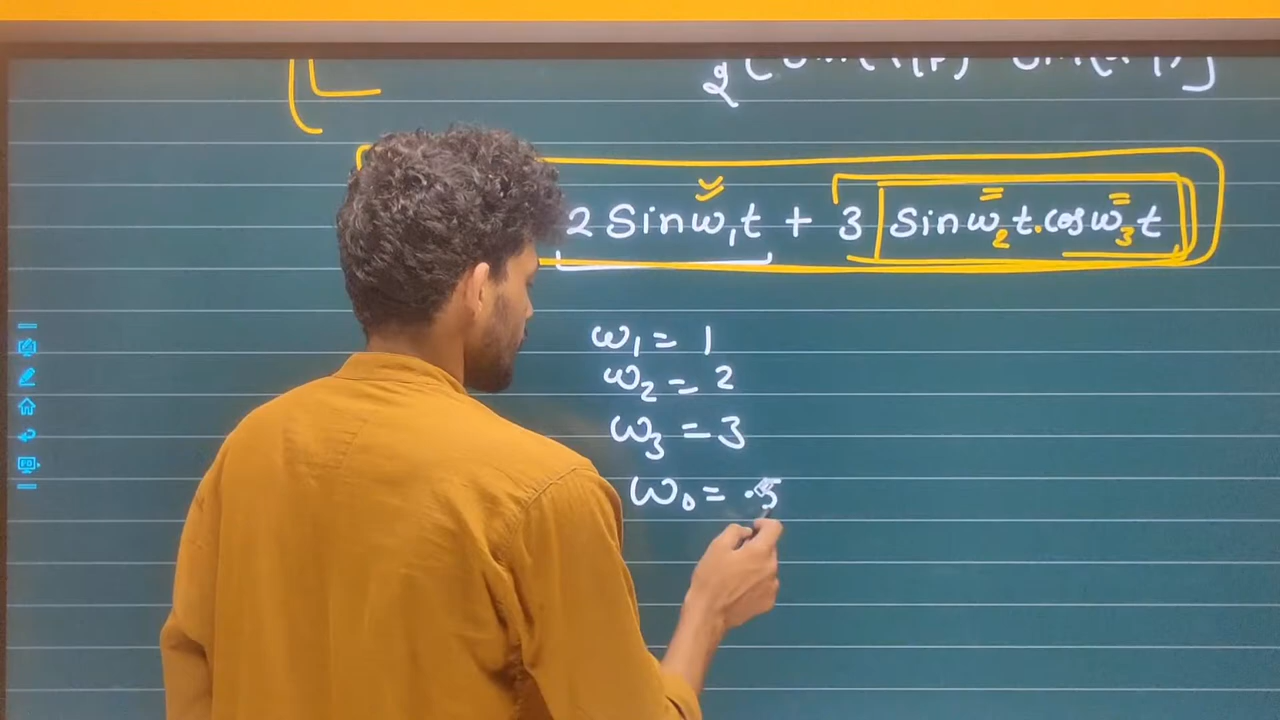 2 Sinω₁t + 3 Sinω₂t.cosω₃t
ω₁ = 1
ω₂ = 2
ω₃ = 3
ω₀ = .5